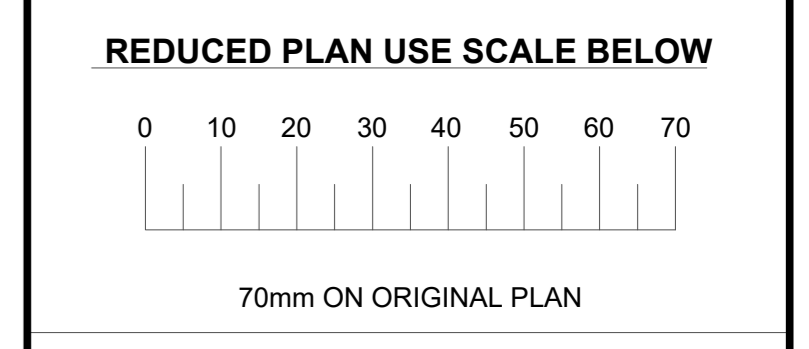 REDUCED PLAN USE SCALE BELOW
0 10 20 30 40 50 60 70
70mm ON ORIGINAL PLAN